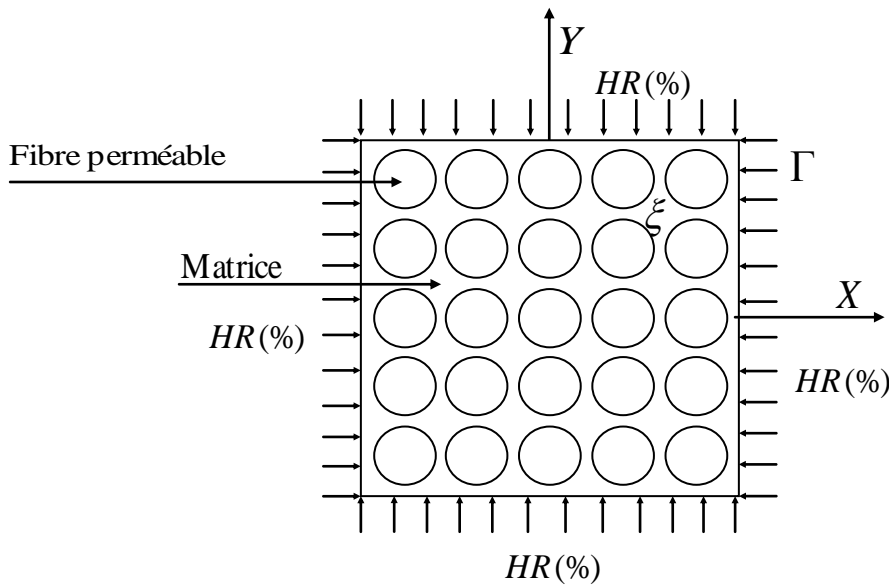 Y
HR(%)
Fibre perméable
Γ
ξ
Matrice
X
HR(%)
HR(%)
HR(%)